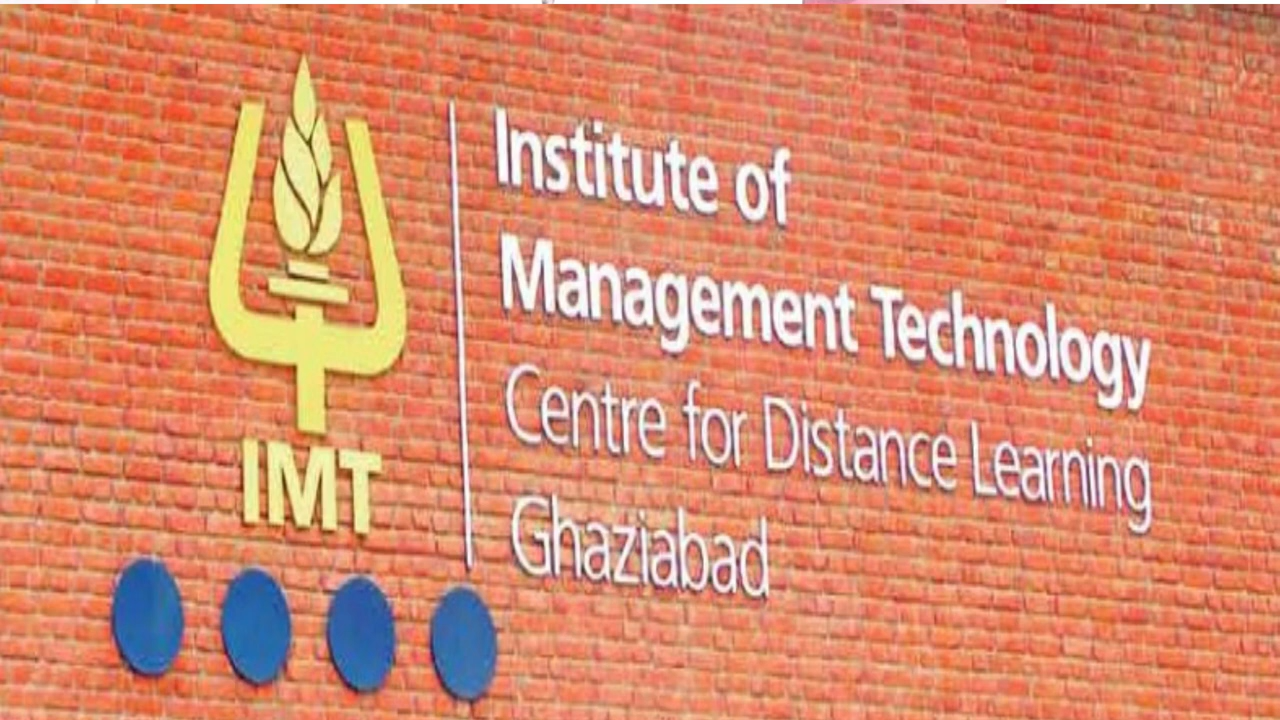 IMT
Institute of
Management Technology
Centre for Distance Learning
Ghaziabad